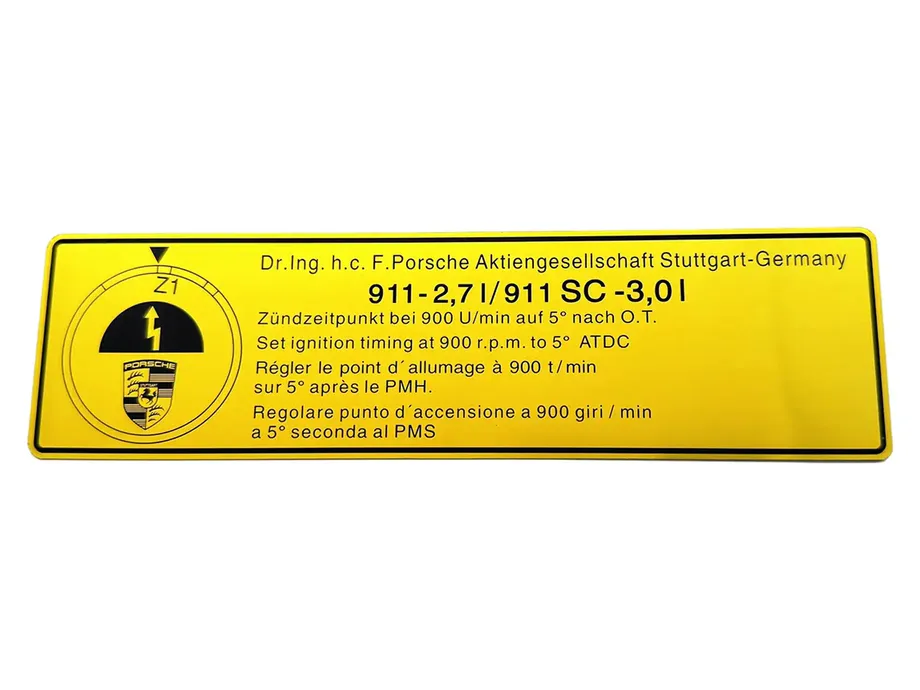 Dr.Ing. h.c. F.Porsche Aktiengesellschaft Stuttgart-Germany
911-2,7 l/911 SC -3,0 l
Z1
Zündzeitpunkt bei 900 U/min auf 5° nach O.T.
Set ignition timing at 900 r.p.m. to 5° ATDC
Régler le point d´allumage à 900 t/min
sur 5° après le PMH.
Regolare punto d´accensione a 900 giri / min
a 5° seconda al PMS
PORSCHE